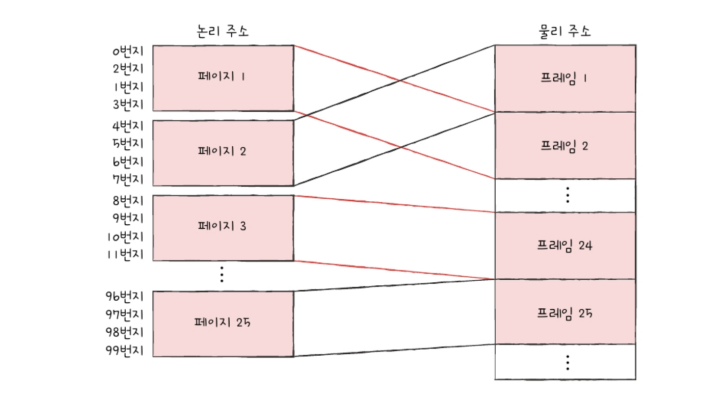 논리 주소
0번지
2번지
1번지
3번지
페이지 1
4번지
5번지
6번지
7번지
페이지 2
8번지
9번지
10번지
11번지
페이지 3
96번지
97번지
98번지
99번지
페이지 25
물리 주소
프레임 1
프레임 2
프레임 24
프레임 25